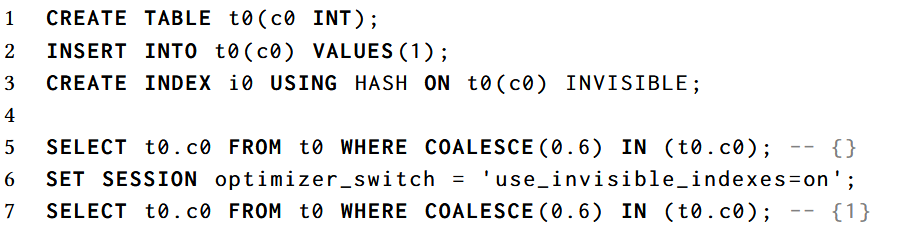 1 CREATE TABLE t0(c0 INT);
2 INSERT INTO t0(c0) VALUES(1);
3 CREATE INDEX i0 USING HASH ON t0(c0) INVISIBLE;
4
5 SELECT t0.c0 FROM t0 WHERE COALESCE(0.6) IN (t0.c0); -- {}
6 SET SESSION optimizer_switch = 'use_invisible_indexes=on';
7 SELECT t0.c0 FROM t0 WHERE COALESCE(0.6) IN (t0.c0); -- {1}